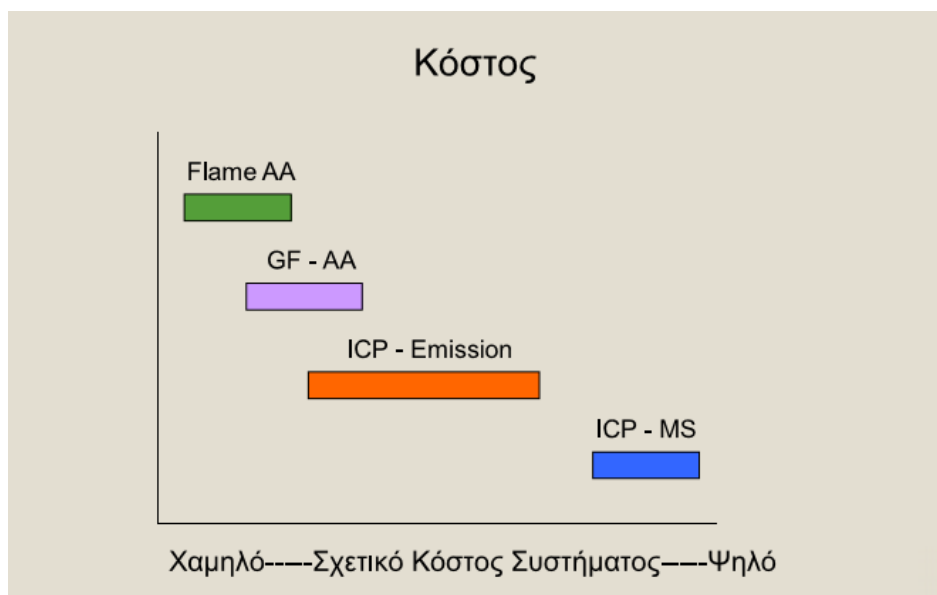 Κόστος
Flame AA
GF - AA
ICP - Emission
ICP - MS
Χαμηλό-----Σχετικό Κόστος Συστήματος-----Ψηλό